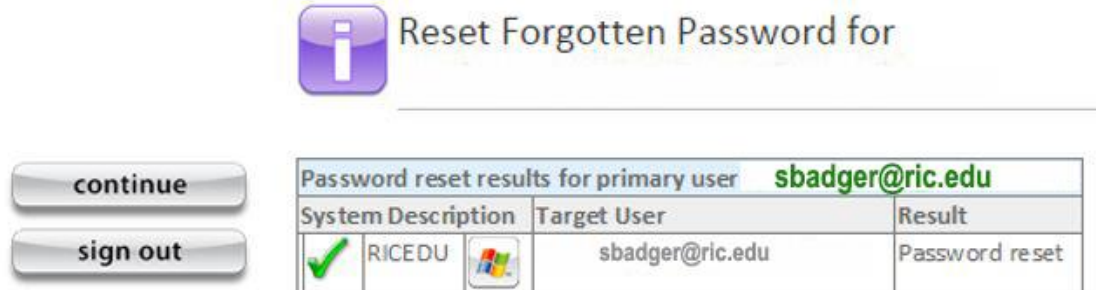 Reset Forgotten Password for
continue
sign out
Password reset results for primary user sbadger@ric.edu
System Description Target User Result
RICEDU sbadger@ric.edu Password reset